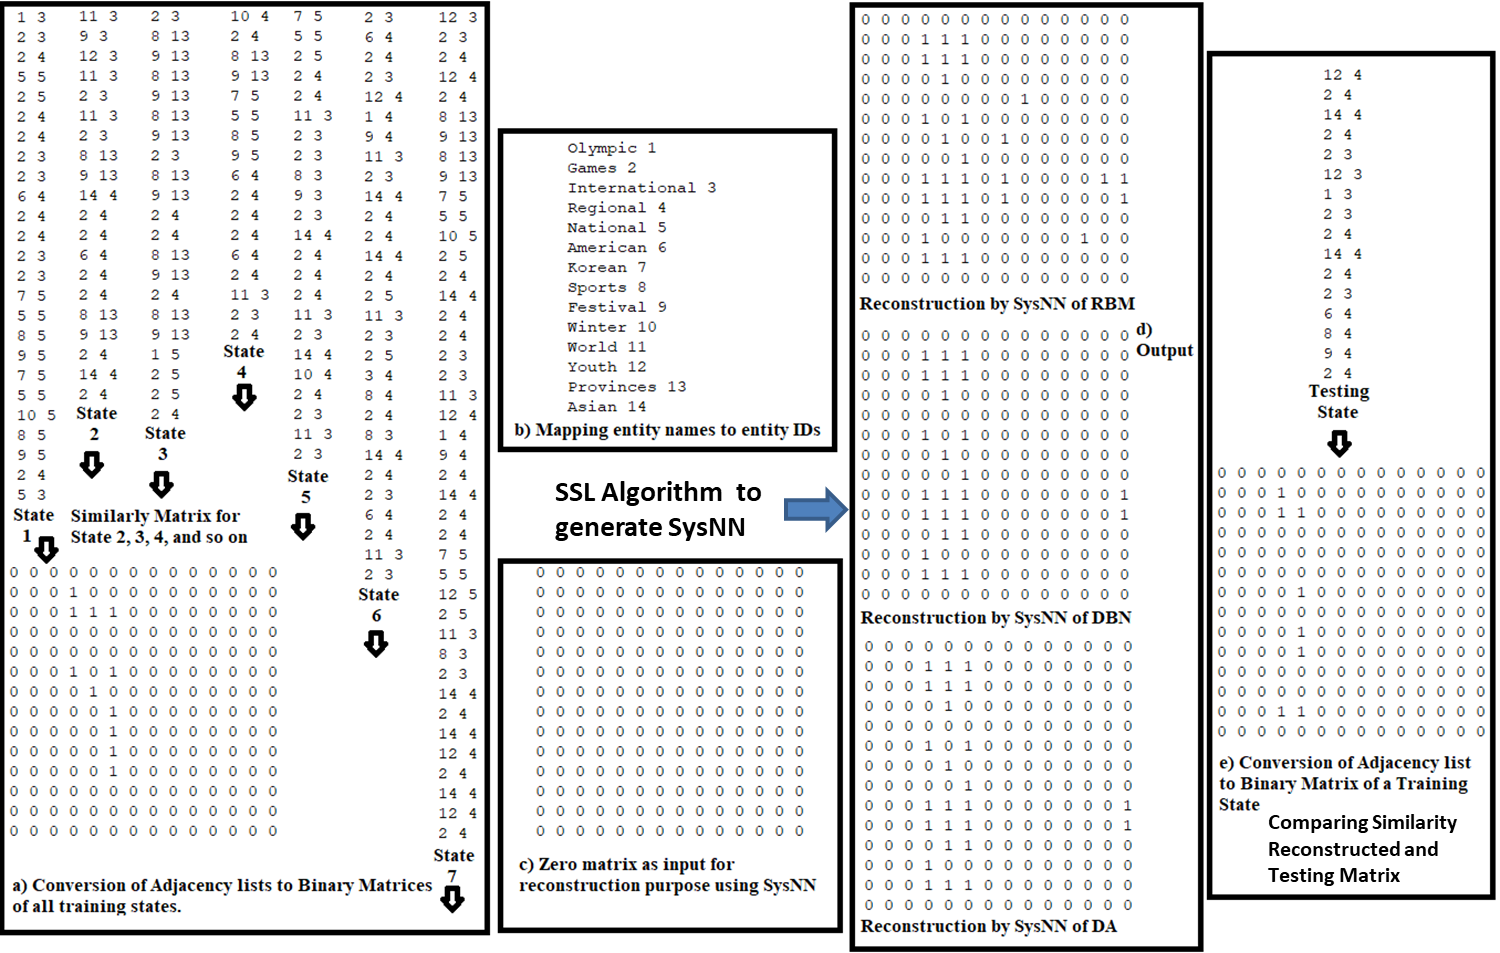 1 3
2 3
2 4
5 5
2 5
2 4
2 4
2 3
2 3
6 4
2 4
2 4
2 3
2 3
7 5
5 5
8 5
9 5
7 5
5 5
10 5
8 5
9 5
2 4
5 3
State
1
11 3
9 3
12 3
11 3
2 3
11 3
2 3
8 13
9 13
14 4
2 4
2 4
6 4
2 4
2 4
8 13
9 13
2 4
14 4
2 4
State
2
2 3
8 13
9 13
8 13
9 13
8 13
9 13
2 3
8 13
9 13
2 4
2 4
8 13
9 13
2 4
8 13
9 13
1 5
2 5
2 5
2 4
State
3
10 4
2 4
8 13
9 13
7 5
5 5
8 5
9 5
6 4
2 4
2 4
2 4
6 4
2 4
11 3
2 3
2 4
State
4
7 5
5 5
2 5
2 4
2 4
11 3
2 3
2 3
8 3
9 3
2 3
14 4
2 4
2 4
2 4
11 3
2 3
14 4
10 4
2 4
2 3
11 3
2 3
State
5
2 3
6 4
2 4
2 3
12 4
1 4
9 4
11 3
2 3
14 4
2 4
2 4
14 4
2 4
2 5
11 3
2 3
2 5
3 4
8 4
2 4
8 3
14 4
2 4
2 3
6 4
2 4
11 3
2 3
State
6
12 3
2 3
2 4
12 4
2 4
8 13
9 13
8 13
9 13
7 5
5 5
10 5
2 5
2 4
14 4
2 4
2 4
2 3
2 3
11 3
12 4
1 4
9 4
2 4
14 4
2 4
2 4
7 5
5 5
12 5
2 5
11 3
8 3
2 3
14 4
2 4
14 4
12 4
2 4
14 4
12 4
2 4
State
7
Similarly Matrix for
State 2, 3, 4, and so on
0 0 0 0 0 0 0 0 0 0 0 0 0 0
0 0 0 1 0 0 0 0 0 0 0 0 0 0
0 0 0 1 1 1 0 0 0 0 0 0 0 0
0 0 0 0 0 0 0 0 0 0 0 0 0 0
0 0 0 0 0 0 0 0 0 0 0 0 0 0
0 0 0 1 0 1 0 0 0 0 0 0 0 0
0 0 0 0 1 0 0 0 0 0 0 0 0 0
0 0 0 0 0 1 0 0 0 0 0 0 0 0
0 0 0 0 0 1 0 0 0 0 0 0 0 0
0 0 0 0 0 1 0 0 0 0 0 0 0 0
0 0 0 0 0 1 0 0 0 0 0 0 0 0
0 0 0 0 0 0 0 0 0 0 0 0 0 0
0 0 0 0 0 0 0 0 0 0 0 0 0 0
0 0 0 0 0 0 0 0 0 0 0 0 0 0
a) Conversion of Adjacency lists to Binary Matrices
of all training states.
Olympic 1
Games 2
International 3
Regional 4
National 5
American 6
Korean 7
Sports 8
Festival 9
Winter 10
World 11
Youth 12
Provinces 13
Asian 14
b) Mapping entity names to entity IDs
SSL Algorithm to
generate SysNN
0 0 0 0 0 0 0 0 0 0 0 0 0 0
0 0 0 0 0 0 0 0 0 0 0 0 0 0
0 0 0 0 0 0 0 0 0 0 0 0 0 0
0 0 0 0 0 0 0 0 0 0 0 0 0 0
0 0 0 0 0 0 0 0 0 0 0 0 0 0
0 0 0 0 0 0 0 0 0 0 0 0 0 0
0 0 0 0 0 0 0 0 0 0 0 0 0 0
0 0 0 0 0 0 0 0 0 0 0 0 0 0
0 0 0 0 0 0 0 0 0 0 0 0 0 0
0 0 0 0 0 0 0 0 0 0 0 0 0 0
0 0 0 0 0 0 0 0 0 0 0 0 0 0
0 0 0 0 0 0 0 0 0 0 0 0 0 0
0 0 0 0 0 0 0 0 0 0 0 0 0 0
0 0 0 0 0 0 0 0 0 0 0 0 0 0
c) Zero matrix as input for
reconstruction purpose using SysNN
0 0 0 0 0 0 0 0 0 0 0 0 0 0
0 0 0 1 1 1 0 0 0 0 0 0 0 0
0 0 0 1 1 1 0 0 0 0 0 0 0 0
0 0 0 0 1 0 0 0 0 0 0 0 0 0
0 0 0 0 0 0 0 0 1 0 0 0 0 0
0 0 0 1 0 1 0 0 0 0 0 0 0 0
0 0 0 0 1 0 0 1 0 0 0 0 0 0
0 0 0 0 0 1 0 0 0 0 0 0 0 0
0 0 0 1 1 1 0 1 0 0 0 0 1 1
0 0 0 1 1 1 0 1 0 0 0 0 0 1
0 0 0 0 1 1 0 0 0 0 0 0 0 0
0 0 0 1 0 0 0 0 0 0 0 1 0 0
0 0 0 1 1 1 0 0 0 0 0 0 0 0
0 0 0 0 0 0 0 0 0 0 0 0 0 0
Reconstruction by SysNN of RBM
d)
Output
0 0 0 0 0 0 0 0 0 0 0 0 0 0
0 0 0 1 1 1 0 0 0 0 0 0 0 0
0 0 0 1 1 1 0 0 0 0 0 0 0 0
0 0 0 0 1 0 0 0 0 0 0 0 0 0
0 0 0 0 0 0 0 0 0 0 0 0 0 0
0 0 0 1 0 1 0 0 0 0 0 0 0 0
0 0 0 0 1 0 0 0 0 0 0 0 0 0
0 0 0 0 0 1 0 0 0 0 0 0 0 0
0 0 0 1 1 1 0 0 0 0 0 0 0 1
0 0 0 1 1 1 0 0 0 0 0 0 0 1
0 0 0 0 1 1 0 0 0 0 0 0 0 0
0 0 0 1 0 0 0 0 0 0 0 0 0 0
0 0 0 1 1 1 0 0 0 0 0 0 0 0
0 0 0 0 0 0 0 0 0 0 0 0 0 0
Reconstruction by SysNN of DBN
0 0 0 0 0 0 0 0 0 0 0 0 0 0
0 0 0 1 1 1 0 0 0 0 0 0 0 0
0 0 0 1 1 1 0 0 0 0 0 0 0 0
0 0 0 0 1 0 0 0 0 0 0 0 0 0
0 0 0 0 0 0 0 0 0 0 0 0 0 0
0 0 0 1 0 1 0 0 0 0 0 0 0 0
0 0 0 0 1 0 0 0 0 0 0 0 0 0
0 0 0 0 0 1 0 0 0 0 0 0 0 0
0 0 0 1 1 1 0 0 0 0 0 0 0 1
0 0 0 1 1 1 0 0 0 0 0 0 0 1
0 0 0 0 1 1 0 0 0 0 0 0 0 0
0 0 0 1 0 0 0 0 0 0 0 0 0 0
0 0 0 1 1 1 0 0 0 0 0 0 0 0
0 0 0 0 0 0 0 0 0 0 0 0 0 0
Reconstruction by SysNN of DA
12 4
2 4
14 4
2 4
2 3
12 3
1 3
2 3
2 4
14 4
2 4
2 3
6 4
8 4
9 4
2 4
Testing
State
0 0 0 0 0 0 0 0 0 0 0 0 0 0
0 0 0 1 0 0 0 0 0 0 0 0 0 0
0 0 0 1 1 0 0 0 0 0 0 0 0 0
0 0 0 0 0 0 0 0 0 0 0 0 0 0
0 0 0 0 0 0 0 0 0 0 0 0 0 0
0 0 0 0 0 0 0 0 0 0 0 0 0 0
0 0 0 0 1 0 0 0 0 0 0 0 0 0
0 0 0 0 0 0 0 0 0 0 0 0 0 0
0 0 0 0 1 0 0 0 0 0 0 0 0 0
0 0 0 0 1 0 0 0 0 0 0 0 0 0
0 0 0 0 0 0 0 0 0 0 0 0 0 0
0 0 0 0 0 0 0 0 0 0 0 0 0 0
0 0 0 1 1 0 0 0 0 0 0 0 0 0
0 0 0 0 0 0 0 0 0 0 0 0 0 0
e) Conversion of Adjacency list
to Binary Matrix of a Training
State
Comparing Similarity
Reconstructed and
Testing Matrix